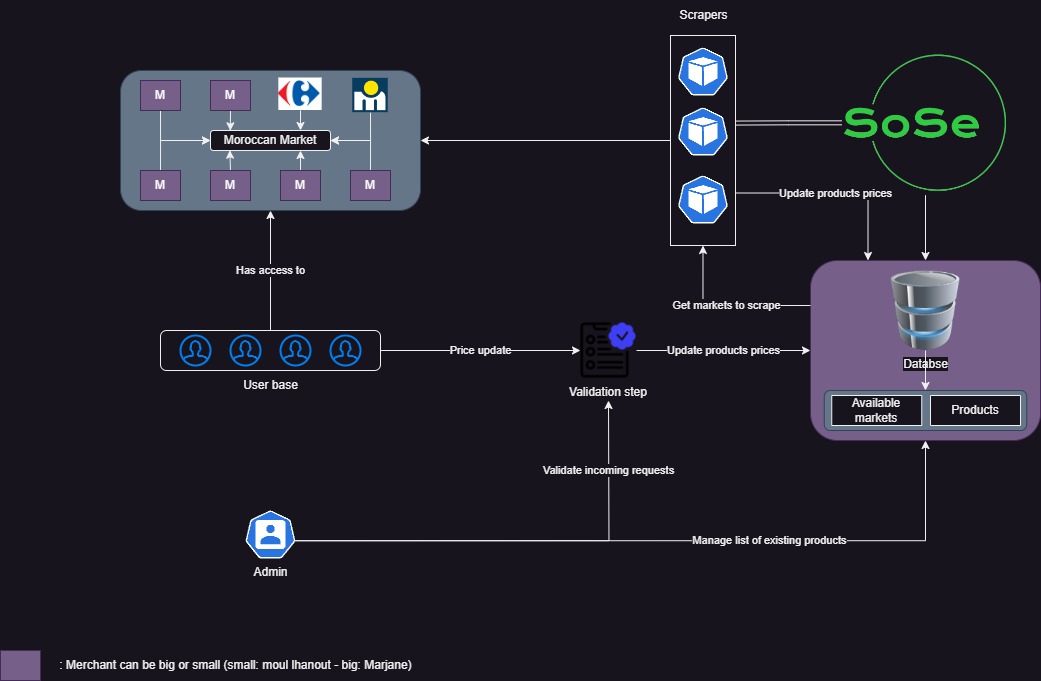 Scrapers
M
M
SoSe
Moroccan Market
M
M
M
M
Update products prices
Has access to
Get markets to scrape
Price update
Update products prices
User base
Validation step
Databse
Available
markets
Products
Validate incoming requests
Manage list of existing products
Admin
: Merchant can be big or small (small: moul lhanout - big: Marjane)